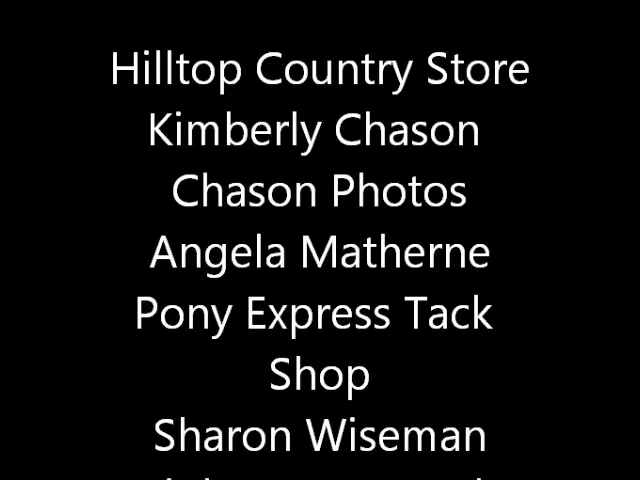 Hilltop Country Store
Kimberly Chason
Chason Photos
Angela Matherne
Pony Express Tack
Shop
Sharon Wiseman